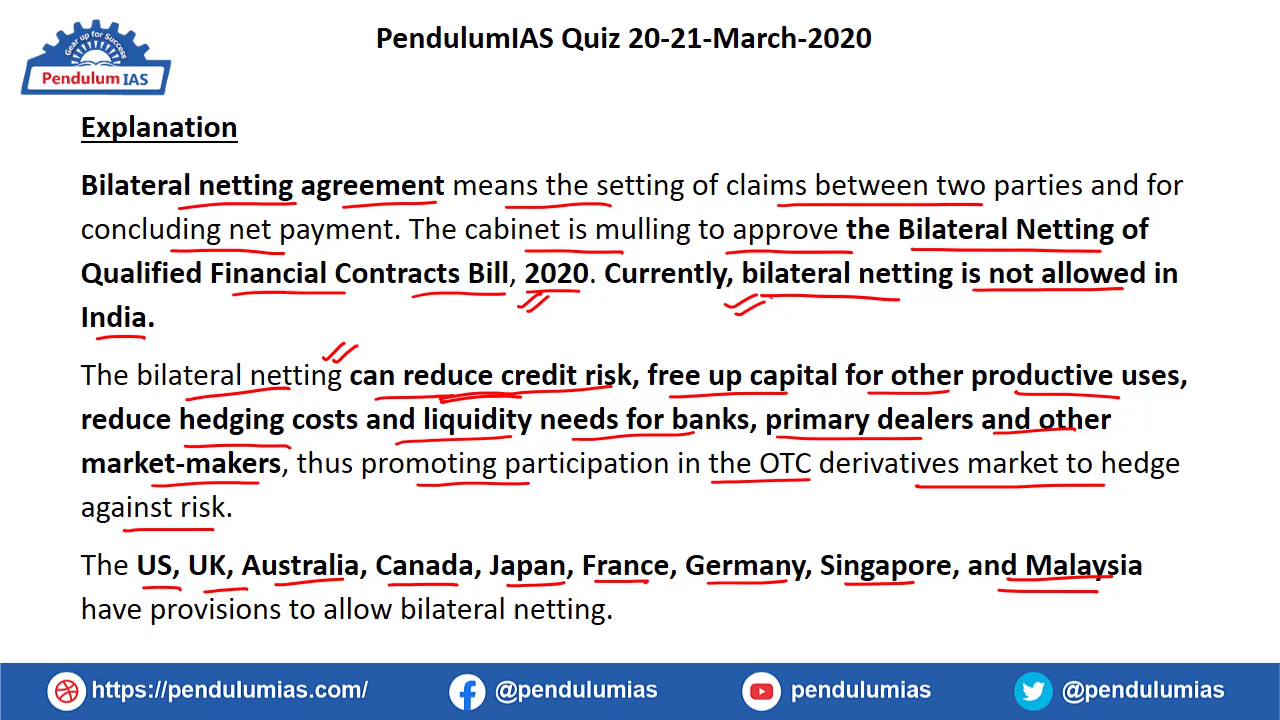 Gear up for Success
Pendulum IAS
PendulumIAS Quiz 20-21-March-2020
Explanation
Bilateral netting agreement means the setting of claims between two parties and for
concluding net payment. The cabinet is mulling to approve the Bilateral Netting of
Qualified Financial Contracts Bill, 2020. Currently, bilateral netting is not allowed in
India.
The bilateral netting can reduce credit risk, free up capital for other productive uses,
reduce hedging costs and liquidity needs for banks, primary dealers and other
market-makers, thus promoting participation in the OTC derivatives market to hedge
against risk.
The US, UK, Australia, Canada, Japan, France, Germany, Singapore, and Malaysia
have provisions to allow bilateral netting.
https://pendulumias.com/ @pendulumias pendulumias @pendulumias